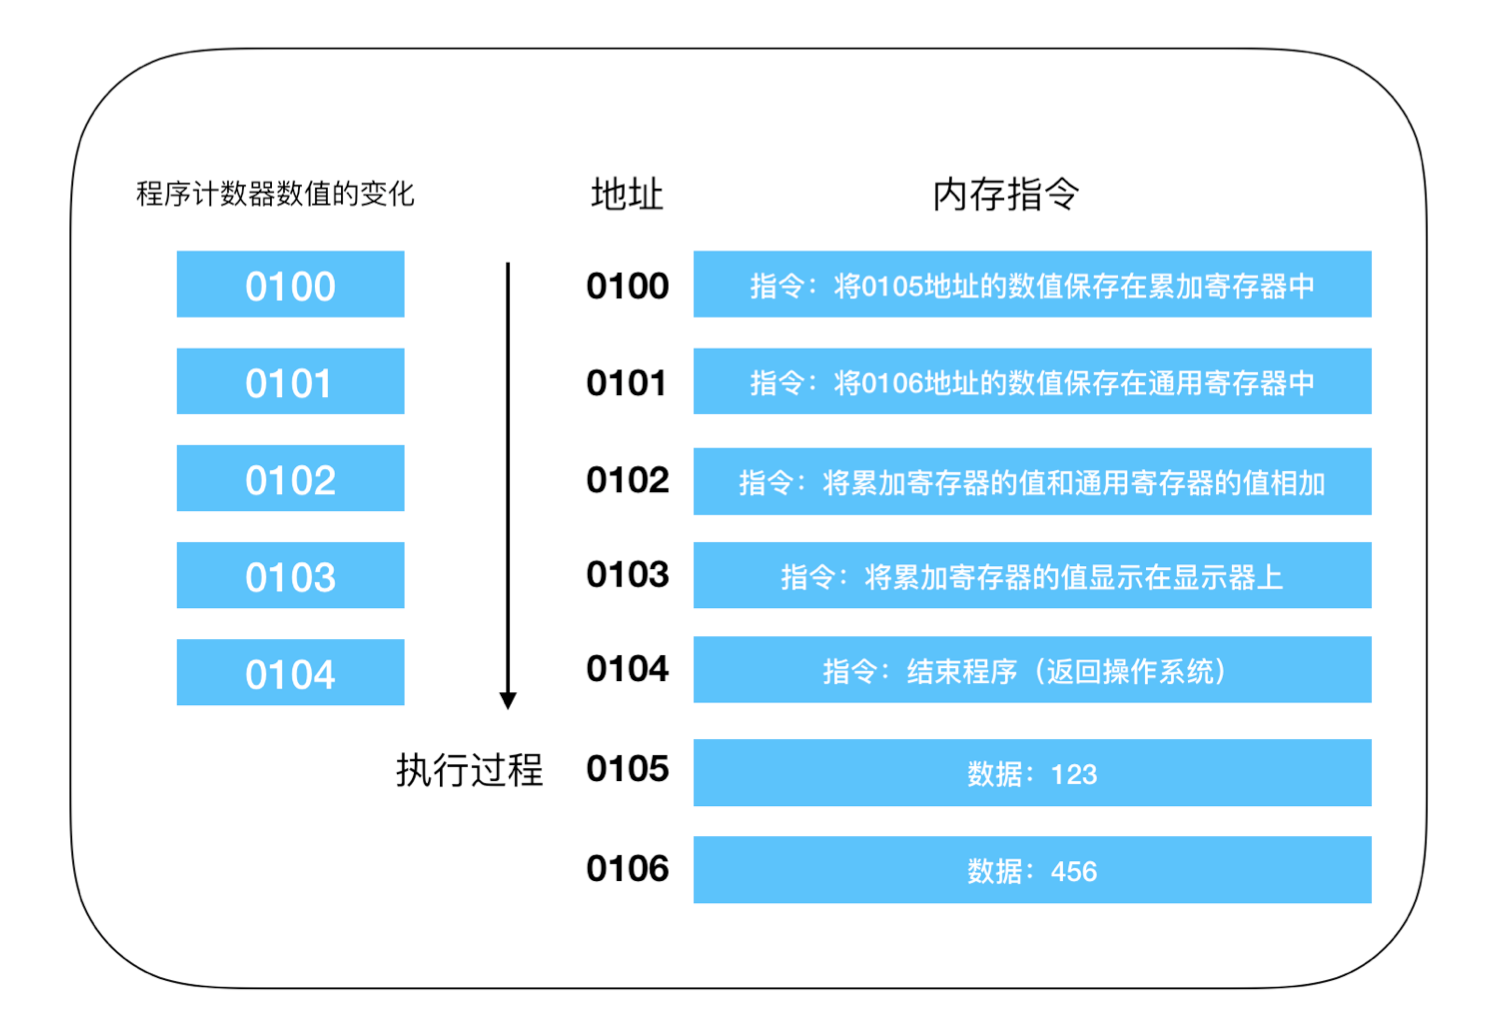 程序计数器数值的变化 地址 内存指令
0100 0100 指令：将0105地址的数值保存在累加寄存器中
0101 0101 指令：将0106地址的数值保存在通用寄存器中
0102 0102 指令：将累加寄存器的值和通用寄存器的值相加
0103 0103 指令：将累加寄存器的值显示在显示器上
0104 0104 指令：结束程序（返回操作系统）
执行过程 0105 数据：123
0106 数据：456